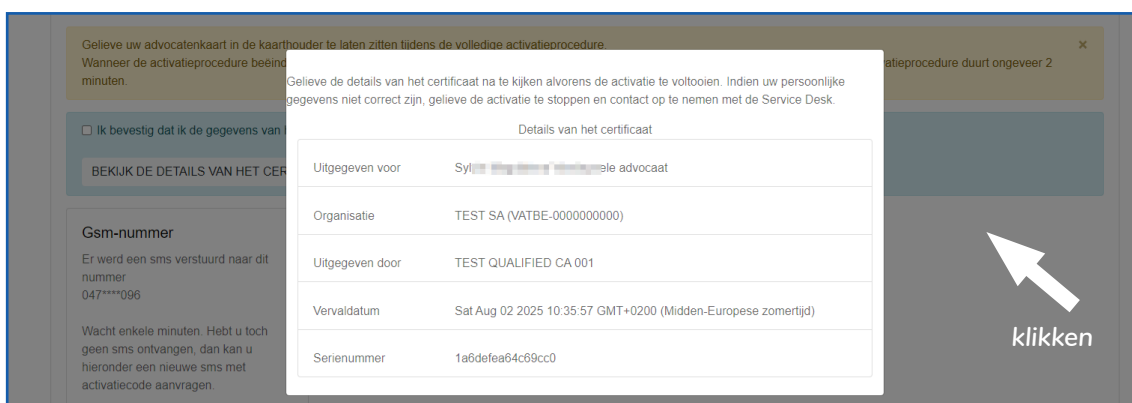 Gelieve uw advocatenkaart in de kaarthouder te laten zitten tijdens de volledige activatieprocedure.
×
Wanneer de activatieprocedure beëind
atieprocedure duurt ongeveer 2
minuten.
Gelieve de details van het certificaat na te kijken alvorens de activatie te voltooien. Indien uw persoonlijke
gegevens niet correct zijn, gelieve de activatie te stoppen en contact op te nemen met de Service Desk.
Ik bevestig dat ik de gegevens van
BEKIJK DE DETAILS VAN HET CER
Details van het certificaat
Uitgegeven voor Syl ele advocaat
Organisatie TEST SA (VATBE-0000000000)
Uitgegeven door TEST QUALIFIED CA 001
Vervaldatum Sat Aug 02 2025 10:35:57 GMT+0200 (Midden-Europese zomertijd)
Serienummer 1a6defea64c69cc0
Gsm-nummer
Er werd een sms verstuurd naar dit
nummer
047****096
Wacht enkele minuten. Hebt u toch
geen sms ontvangen, dan kan u
hieronder een nieuwe sms met
activatiecode aanvragen.
klikken